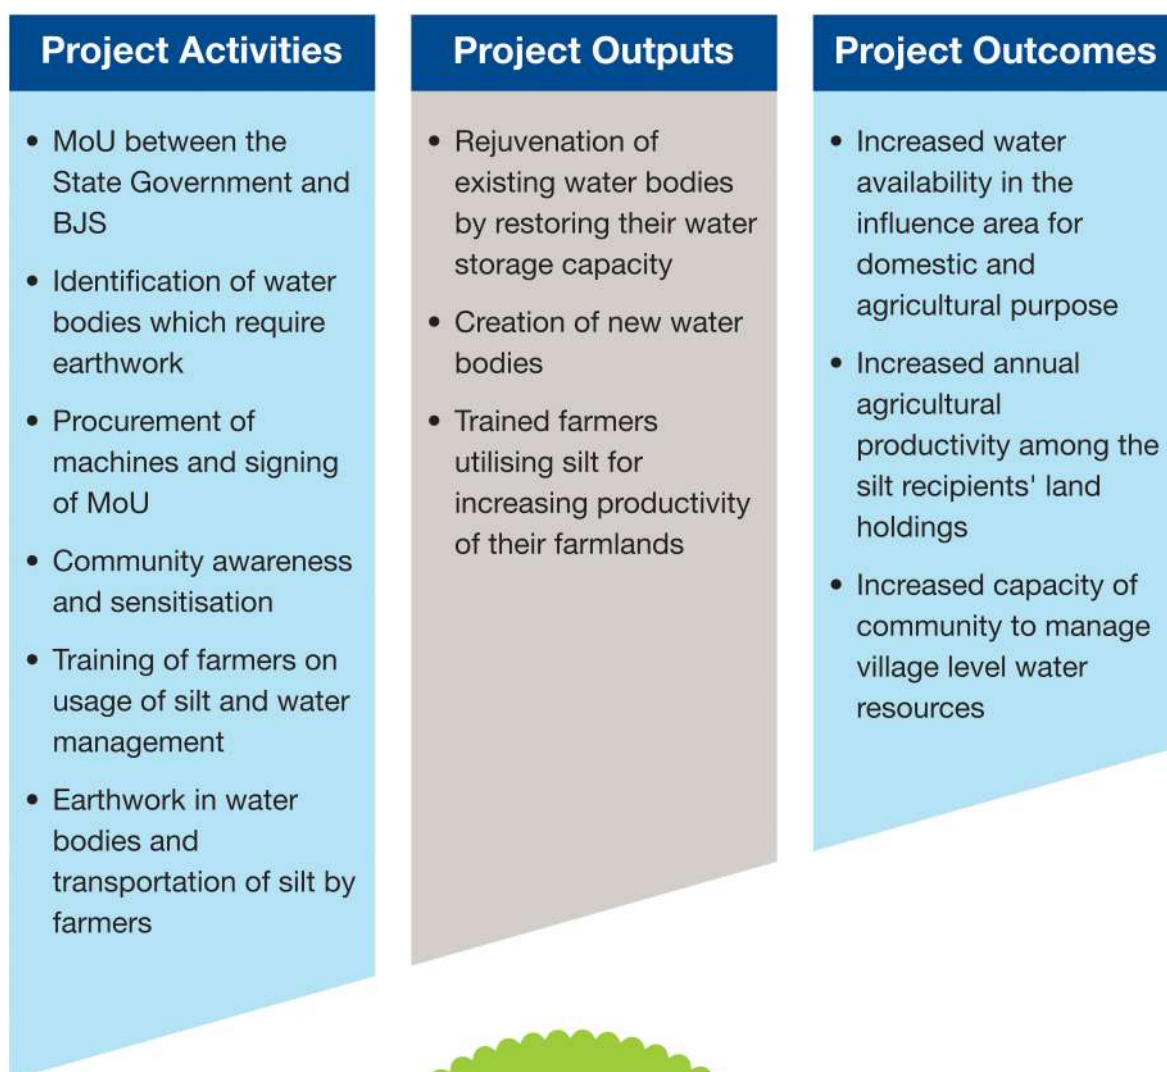 Project Activities
• MoU between the
State Government and
BJS
• Identification of water
bodies which require
earthwork
• Procurement of
machines and signing
of MoU
• Community awareness
and sensitisation
• Training of farmers on
usage of silt and water
management
• Earthwork in water
bodies and
transportation of silt by
farmers
Project Outputs
• Rejuvenation of
existing water bodies
by restoring their water
storage capacity
• Creation of new water
bodies
• Trained farmers
utilising silt for
increasing productivity
of their farmlands
Project Outcomes
• Increased water
availability in the
influence area for
domestic and
agricultural purpose
• Increased annual
agricultural
productivity among the
silt recipients' land
holdings
• Increased capacity of
community to manage
village level water
resources